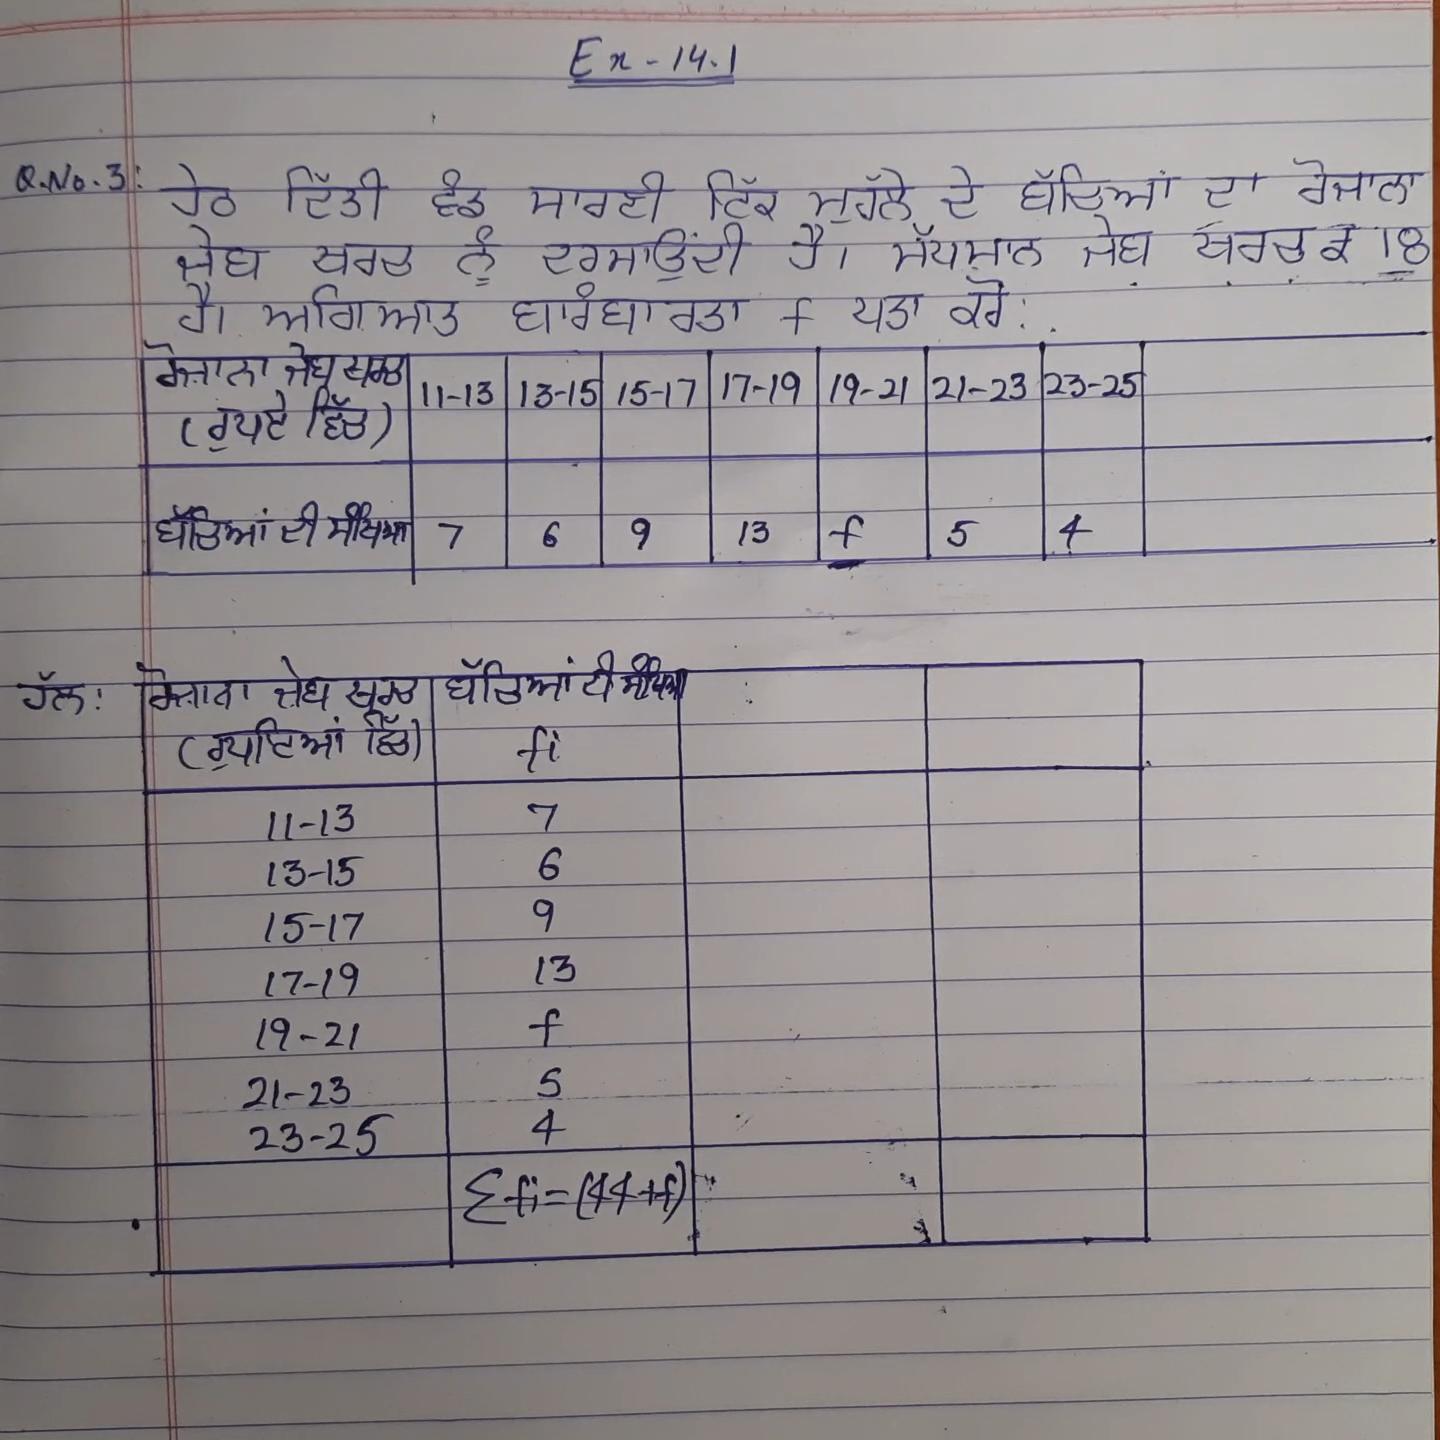 Ex-14.1
Q.No.3: ਹੇਠ ਦਿੱਤੀ ਵੰਡ ਸਾਰਣੀ ਇੱਕ ਮੁਹੱਲੇ ਦੇ ਬੱਚਿਆਂ ਦਾ ਰੋਜਾਨਾ
ਜੇਬ ਖਰਚ ਨੂੰ ਦਰਸਾਉਂਦੀ ਹੈ। ਮੱਧਮਾਨ ਜੇਬ ਖਰਚ ₹ 18
ਹੈ। ਅਗਿਆਤ ਬਾਰੰਬਾਰਤਾ f ਪਤਾ ਕਰੋ:
ਰੋਜ਼ਾਨਾ ਜੇਬ ਖਰਚ 11-13 13-15 15-17 17-19 19-21 21-23 23-25
(ਰੁਪਏ ਵਿੱਚ)
ਬੱਚਿਆਂ ਦੀ ਸੰਖਿਆ 7 6 9 13 f 5 4
ਹੱਲ: ਰੋਜ਼ਾਨਾ ਜੇਬ ਖਰਚ ਬੱਚਿਆਂ ਦੀ ਸੰਖਿਆ
(ਰੁਪਇਆਂ ਵਿੱਚ) fi
11-13 7
13-15 6
15-17 9
17-19 13
19-21 f
21-23 5
23-25 4
Σfi=(44+f)